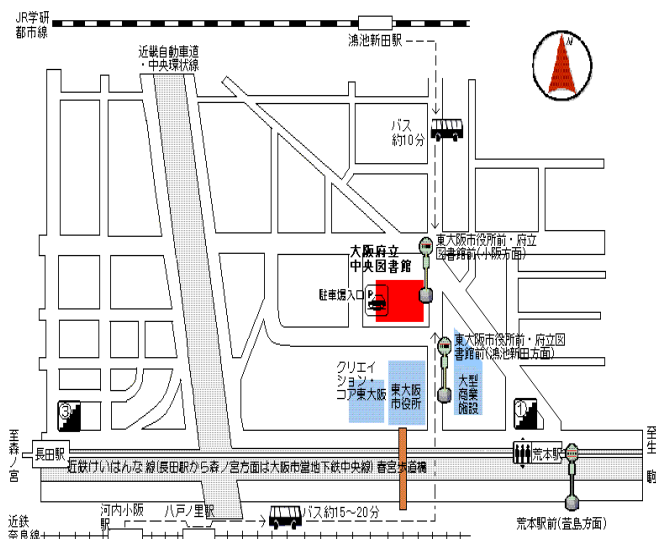 JR学研
都市線
鴻池新田駅
近畿自動車道
・中央環状線
N
バス
約10分
大阪府立
中央図書館
東大阪市役所前・府立
図書館前(小阪方面)
駐車場入口
P
東大阪市役所前・府立図
書館前(鴻池新田方面)
クリエイ
ション・
コア東大阪
東大阪
市役所
大型
商業
施設
③
①
至森ノ宮
長田駅
荒本駅
至生駒
近鉄けいはんな線(長田駅から森ノ宮方面は大阪市営地下鉄中央線)
春宮歩道橋
近鉄
奈良線
河内小阪
駅
八戸ノ里駅
バス約15～20分
荒本駅前(萱島方面)